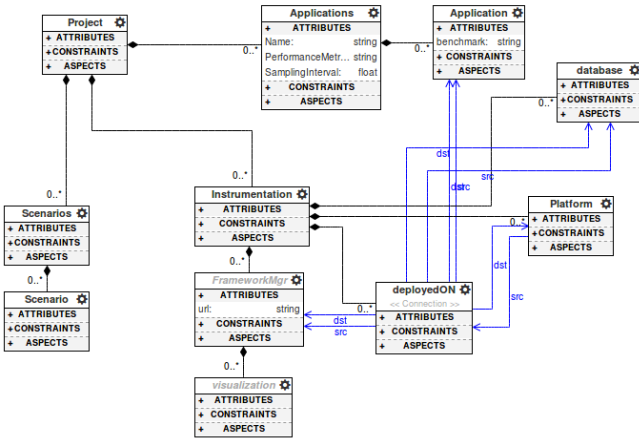 Project
+ ATTRIBUTES
+ CONSTRAINTS
+ ASPECTS
Applications
+ ATTRIBUTES
Name: string
PerformanceMetr... string
SamplingInterval: float
+ CONSTRAINTS
+ ASPECTS
Application
+ ATTRIBUTES
benchmark: string
+ CONSTRAINTS
+ ASPECTS
database
+ ATTRIBUTES
+ CONSTRAINTS
+ ASPECTS
0..*
0..*
0..*
dst
src
dst
src
Scenarios
+ ATTRIBUTES
+ CONSTRAINTS
+ ASPECTS
0..*
Instrumentation
+ ATTRIBUTES
+ CONSTRAINTS
+ ASPECTS
0..*
Platform
+ ATTRIBUTES
+ CONSTRAINTS
+ ASPECTS
0..*
dst
src
Scenario
+ ATTRIBUTES
+ CONSTRAINTS
+ ASPECTS
0..*
FrameworkMgr
+ ATTRIBUTES
url: string
+ CONSTRAINTS
+ ASPECTS
0..*
dst
src
deployedON
<< Connection >>
+ ATTRIBUTES
+ CONSTRAINTS
+ ASPECTS
0..*
visualization
+ ATTRIBUTES
+ CONSTRAINTS
+ ASPECTS
0..*